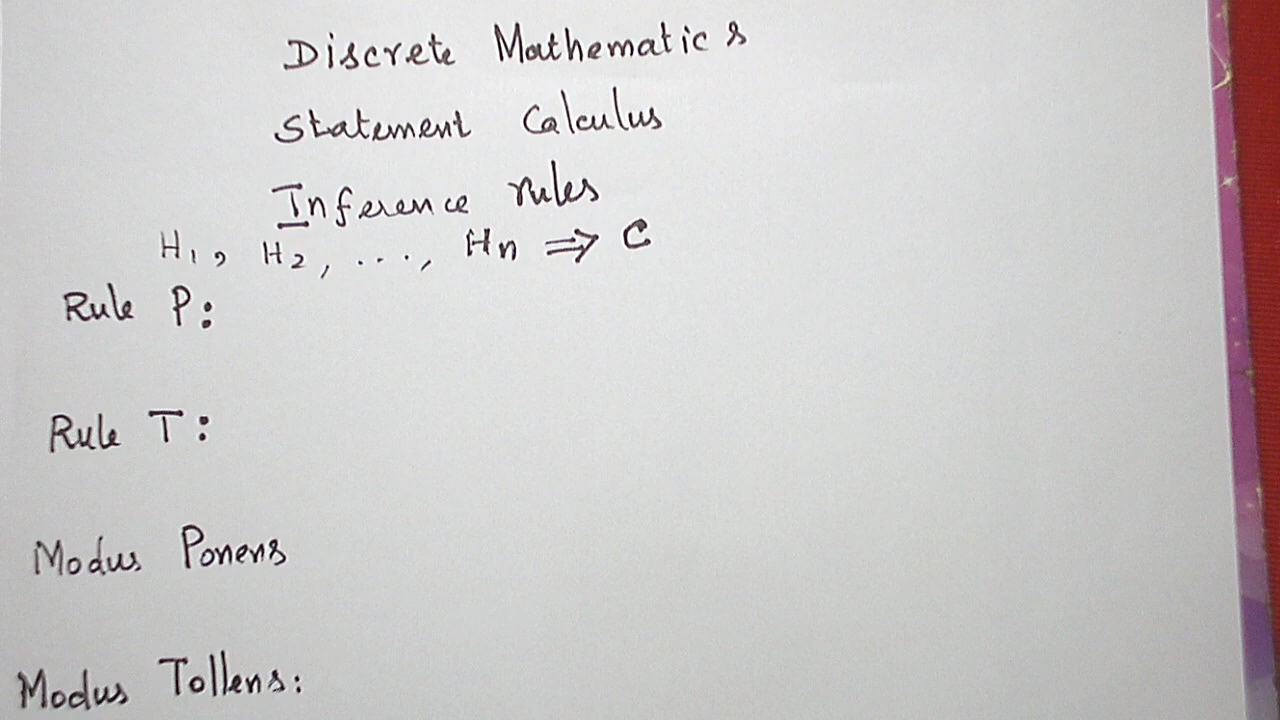 Discrete Mathematics
Statement Calculus
Inference rules
H₁, H₂, ..., Hn ⇒ C
Rule P:
Rule T:
Modus Ponens
Modus Tollens: